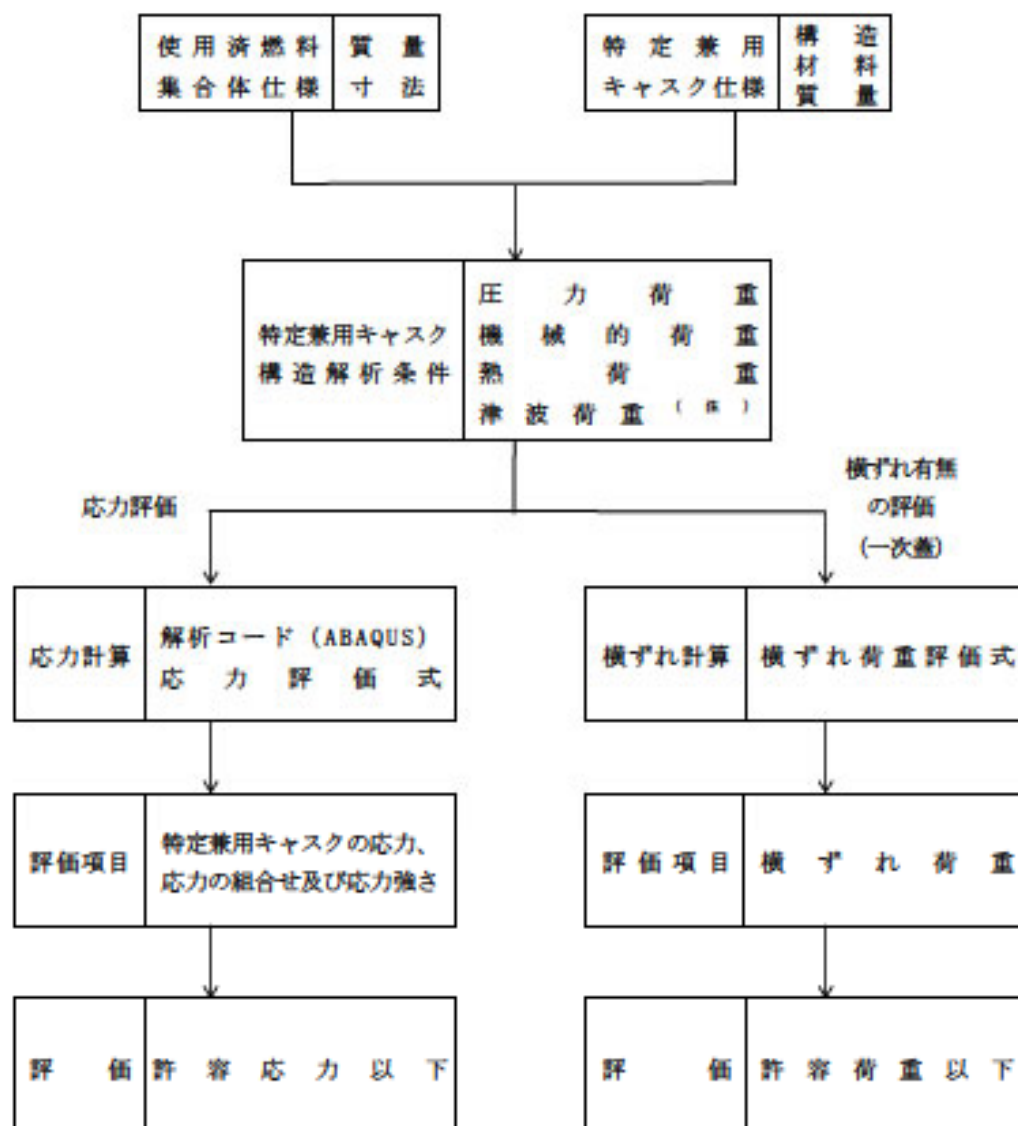 使用済燃料
集合体仕様
質量
寸法
特定兼用
キャスク仕様
構造
材料
質量
特定兼用キャスク
構造解析条件
圧力荷重
機械的荷重
熱荷重
津波荷重
応力評価
横ずれ有無
の評価
(一次蓋)
応力計算
解析コード (ABAQUS)
応力評価式
横ずれ計算
横ずれ荷重評価式
評価項目
特定兼用キャスクの応力、
応力の組合せ及び応力強さ
評価項目
横ずれ荷重
評価
許容応力以下
評価
許容荷重以下